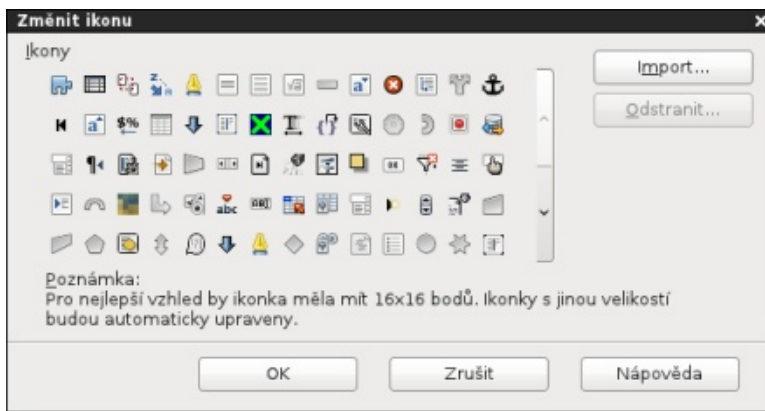 Změnit ikonu
Ikony
Import...
Odstranit...
Poznámka:
Pro nejlepší vzhled by ikonka měla mít 16x16 bodů. Ikonky s jinou velikostí
budou automaticky upraveny.
OK
Zrušit
Nápověda